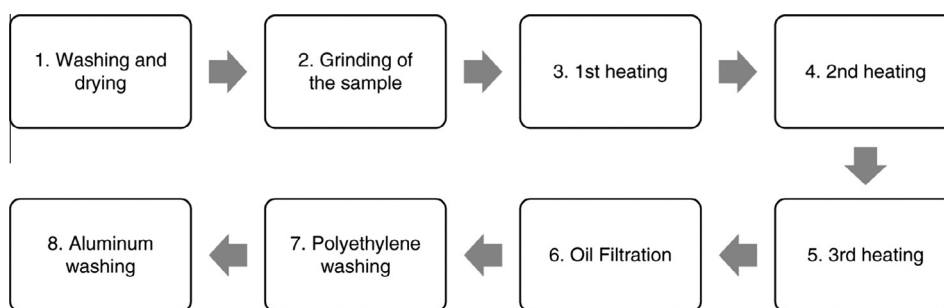 1. Washing and
drying
2. Grinding of
the sample
3. 1st heating
4. 2nd heating
5. 3rd heating
6. Oil Filtration
7. Polyethylene
washing
8. Aluminum
washing